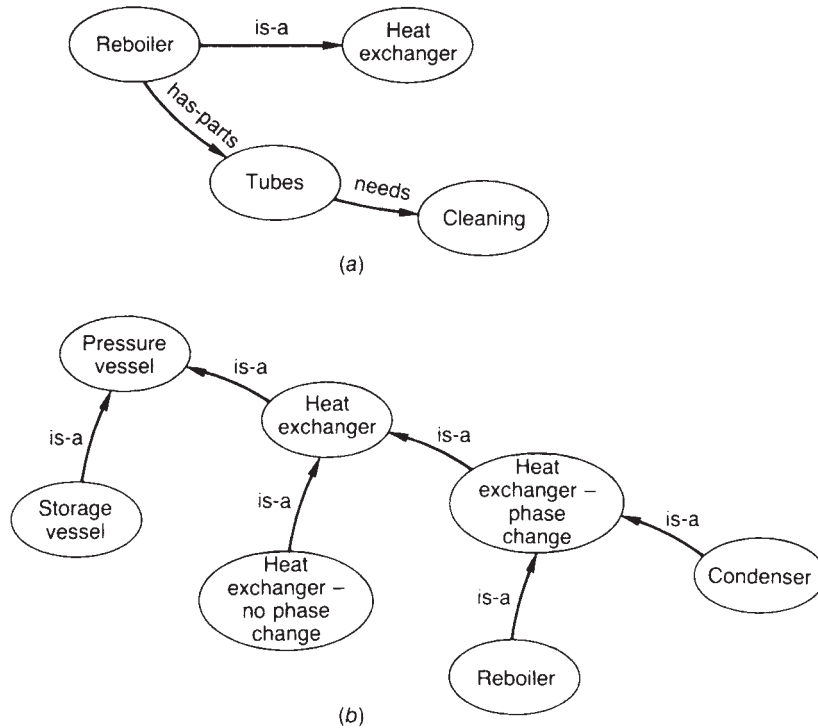 Reboiler
is-a
Heat
exchanger
has-parts
Tubes
needs
Cleaning
(a)
Pressure
vessel
is-a
Heat
exchanger
is-a
is-a
Storage
vessel
is-a
Heat
exchanger –
no phase
change
Heat
exchanger –
phase
change
is-a
Condenser
is-a
Reboiler
(b)